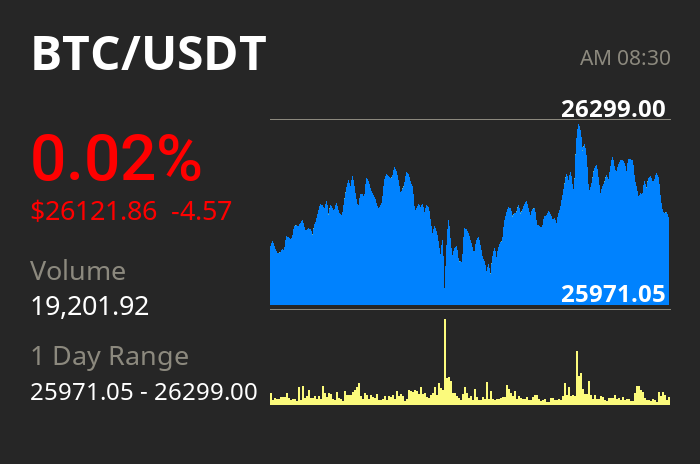 BTC/USDT
AM 08:30
26299.00
0.02%
$26121.86 -4.57
Volume
19,201.92
25971.05
1 Day Range
25971.05 - 26299.00